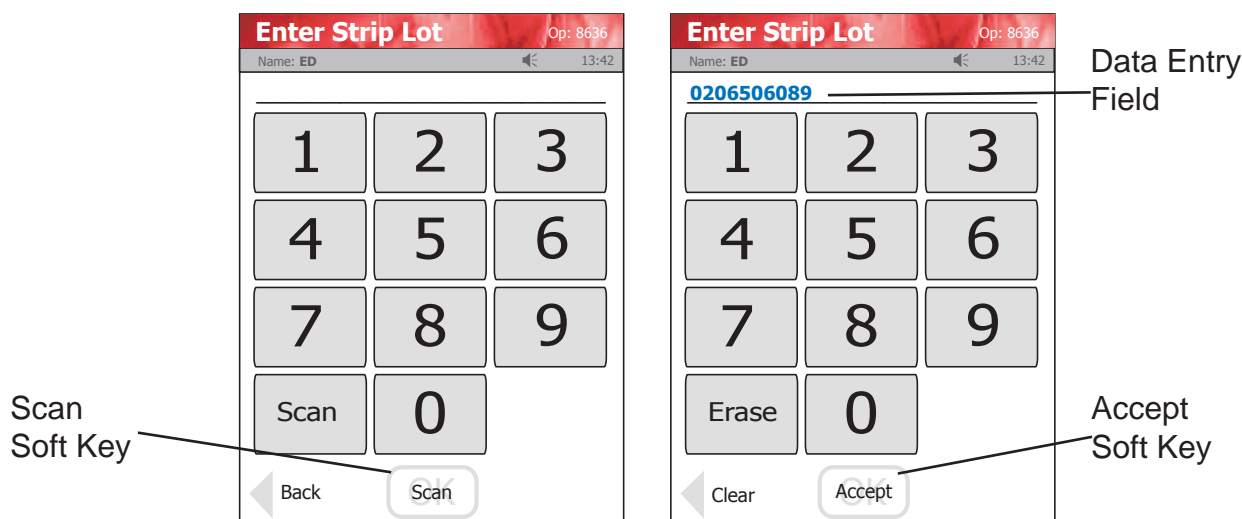 Enter Strip Lot Op: 8636
Name: ED 13:42
1 2 3
4 5 6
7 8 9
Scan 0
Back OK Scan
Scan
Soft Key
Enter Strip Lot Op: 8636
Name: ED 13:42
0206506089
1 2 3
4 5 6
7 8 9
Erase 0
Clear OK Accept
Data Entry
Field
Accept
Soft Key